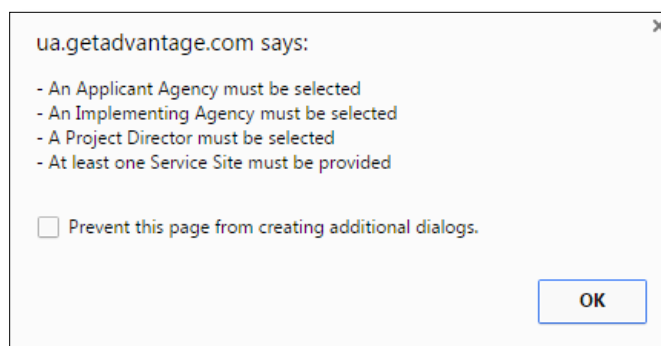 ua.getadvantage.com says:
- An Applicant Agency must be selected
- An Implementing Agency must be selected
- A Project Director must be selected
- At least one Service Site must be provided
Prevent this page from creating additional dialogs.
OK